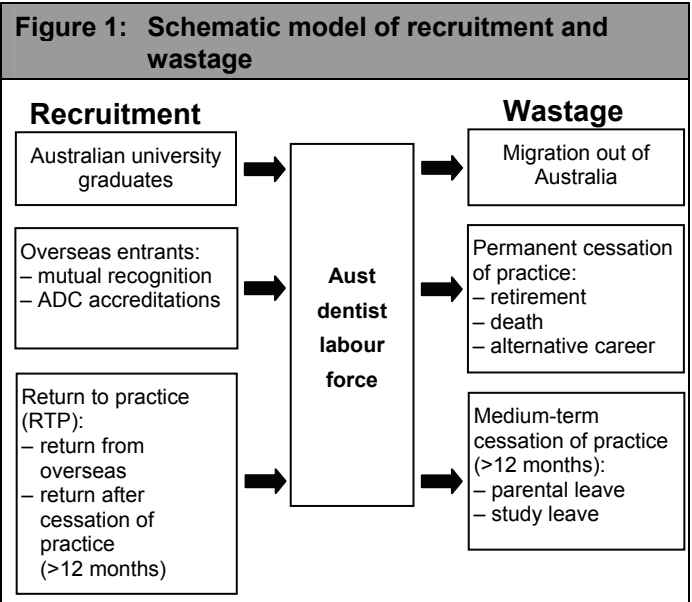 Figure 1: Schematic model of recruitment and
wastage
Recruitment
Australian university
graduates
Overseas entrants:
– mutual recognition
– ADC accreditations
Return to practice
(RTP):
– return from
overseas
– return after
cessation of
practice
(>12 months)
Aust
dentist
labour
force
Wastage
Migration out of
Australia
Permanent cessation
of practice:
– retirement
– death
– alternative career
Medium-term
cessation of practice
(>12 months):
– parental leave
– study leave